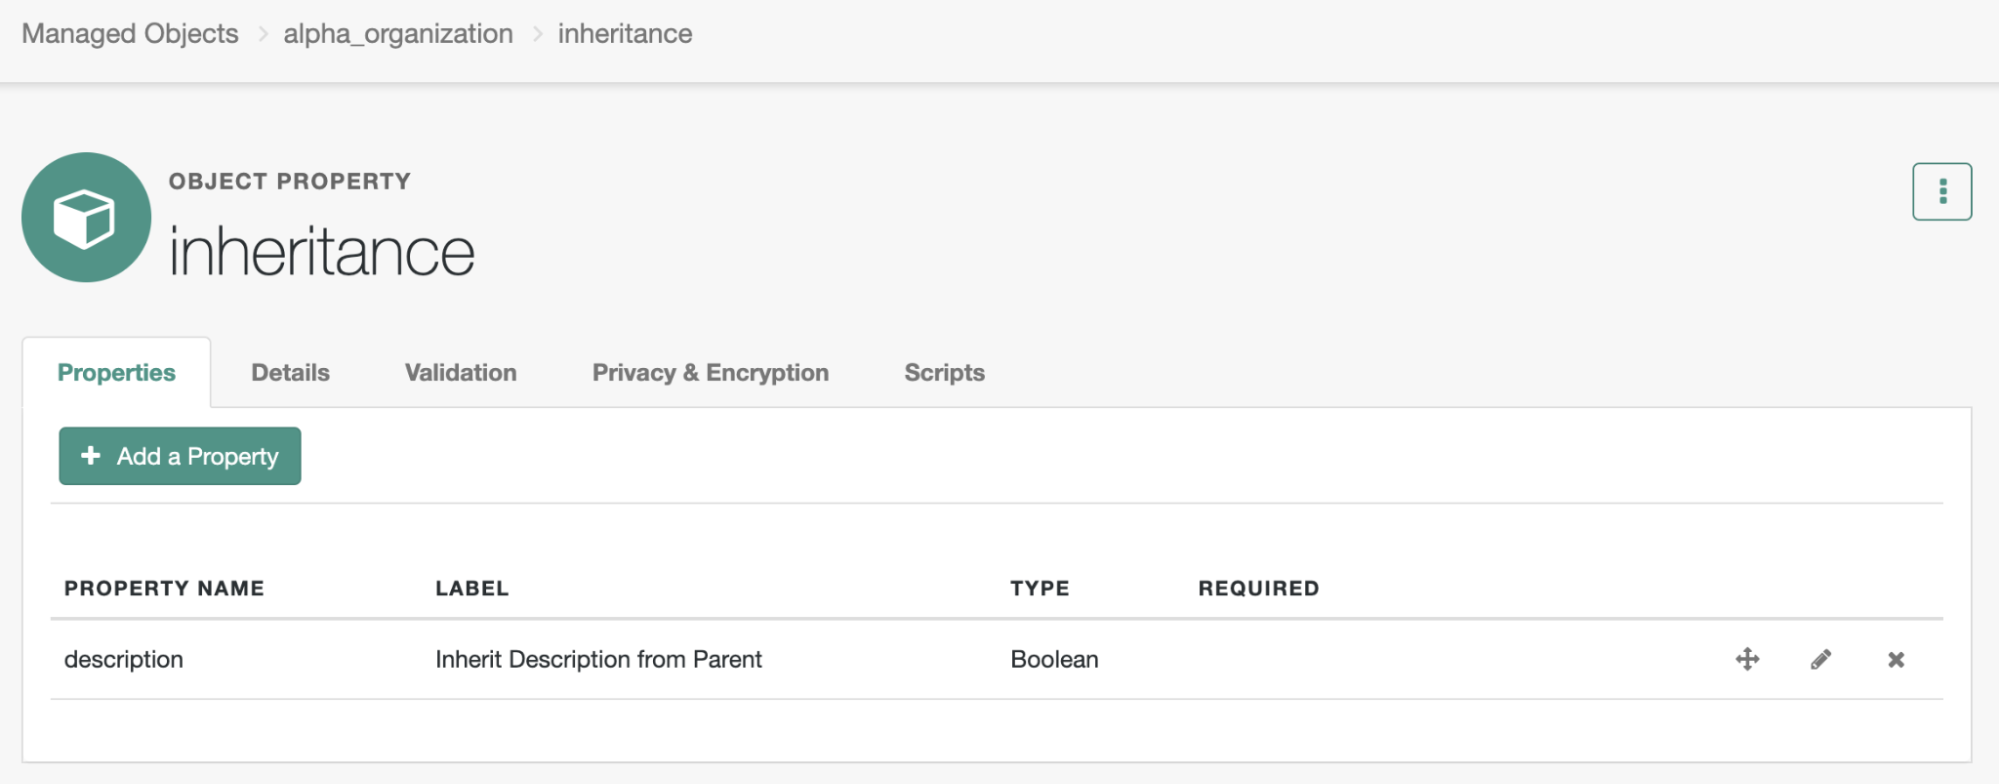 Managed Objects > alpha_organization > inheritance
OBJECT PROPERTY
inheritance
Properties Details Validation Privacy & Encryption Scripts
+ Add a Property
PROPERTY NAME LABEL TYPE REQUIRED
description Inherit Description from Parent Boolean